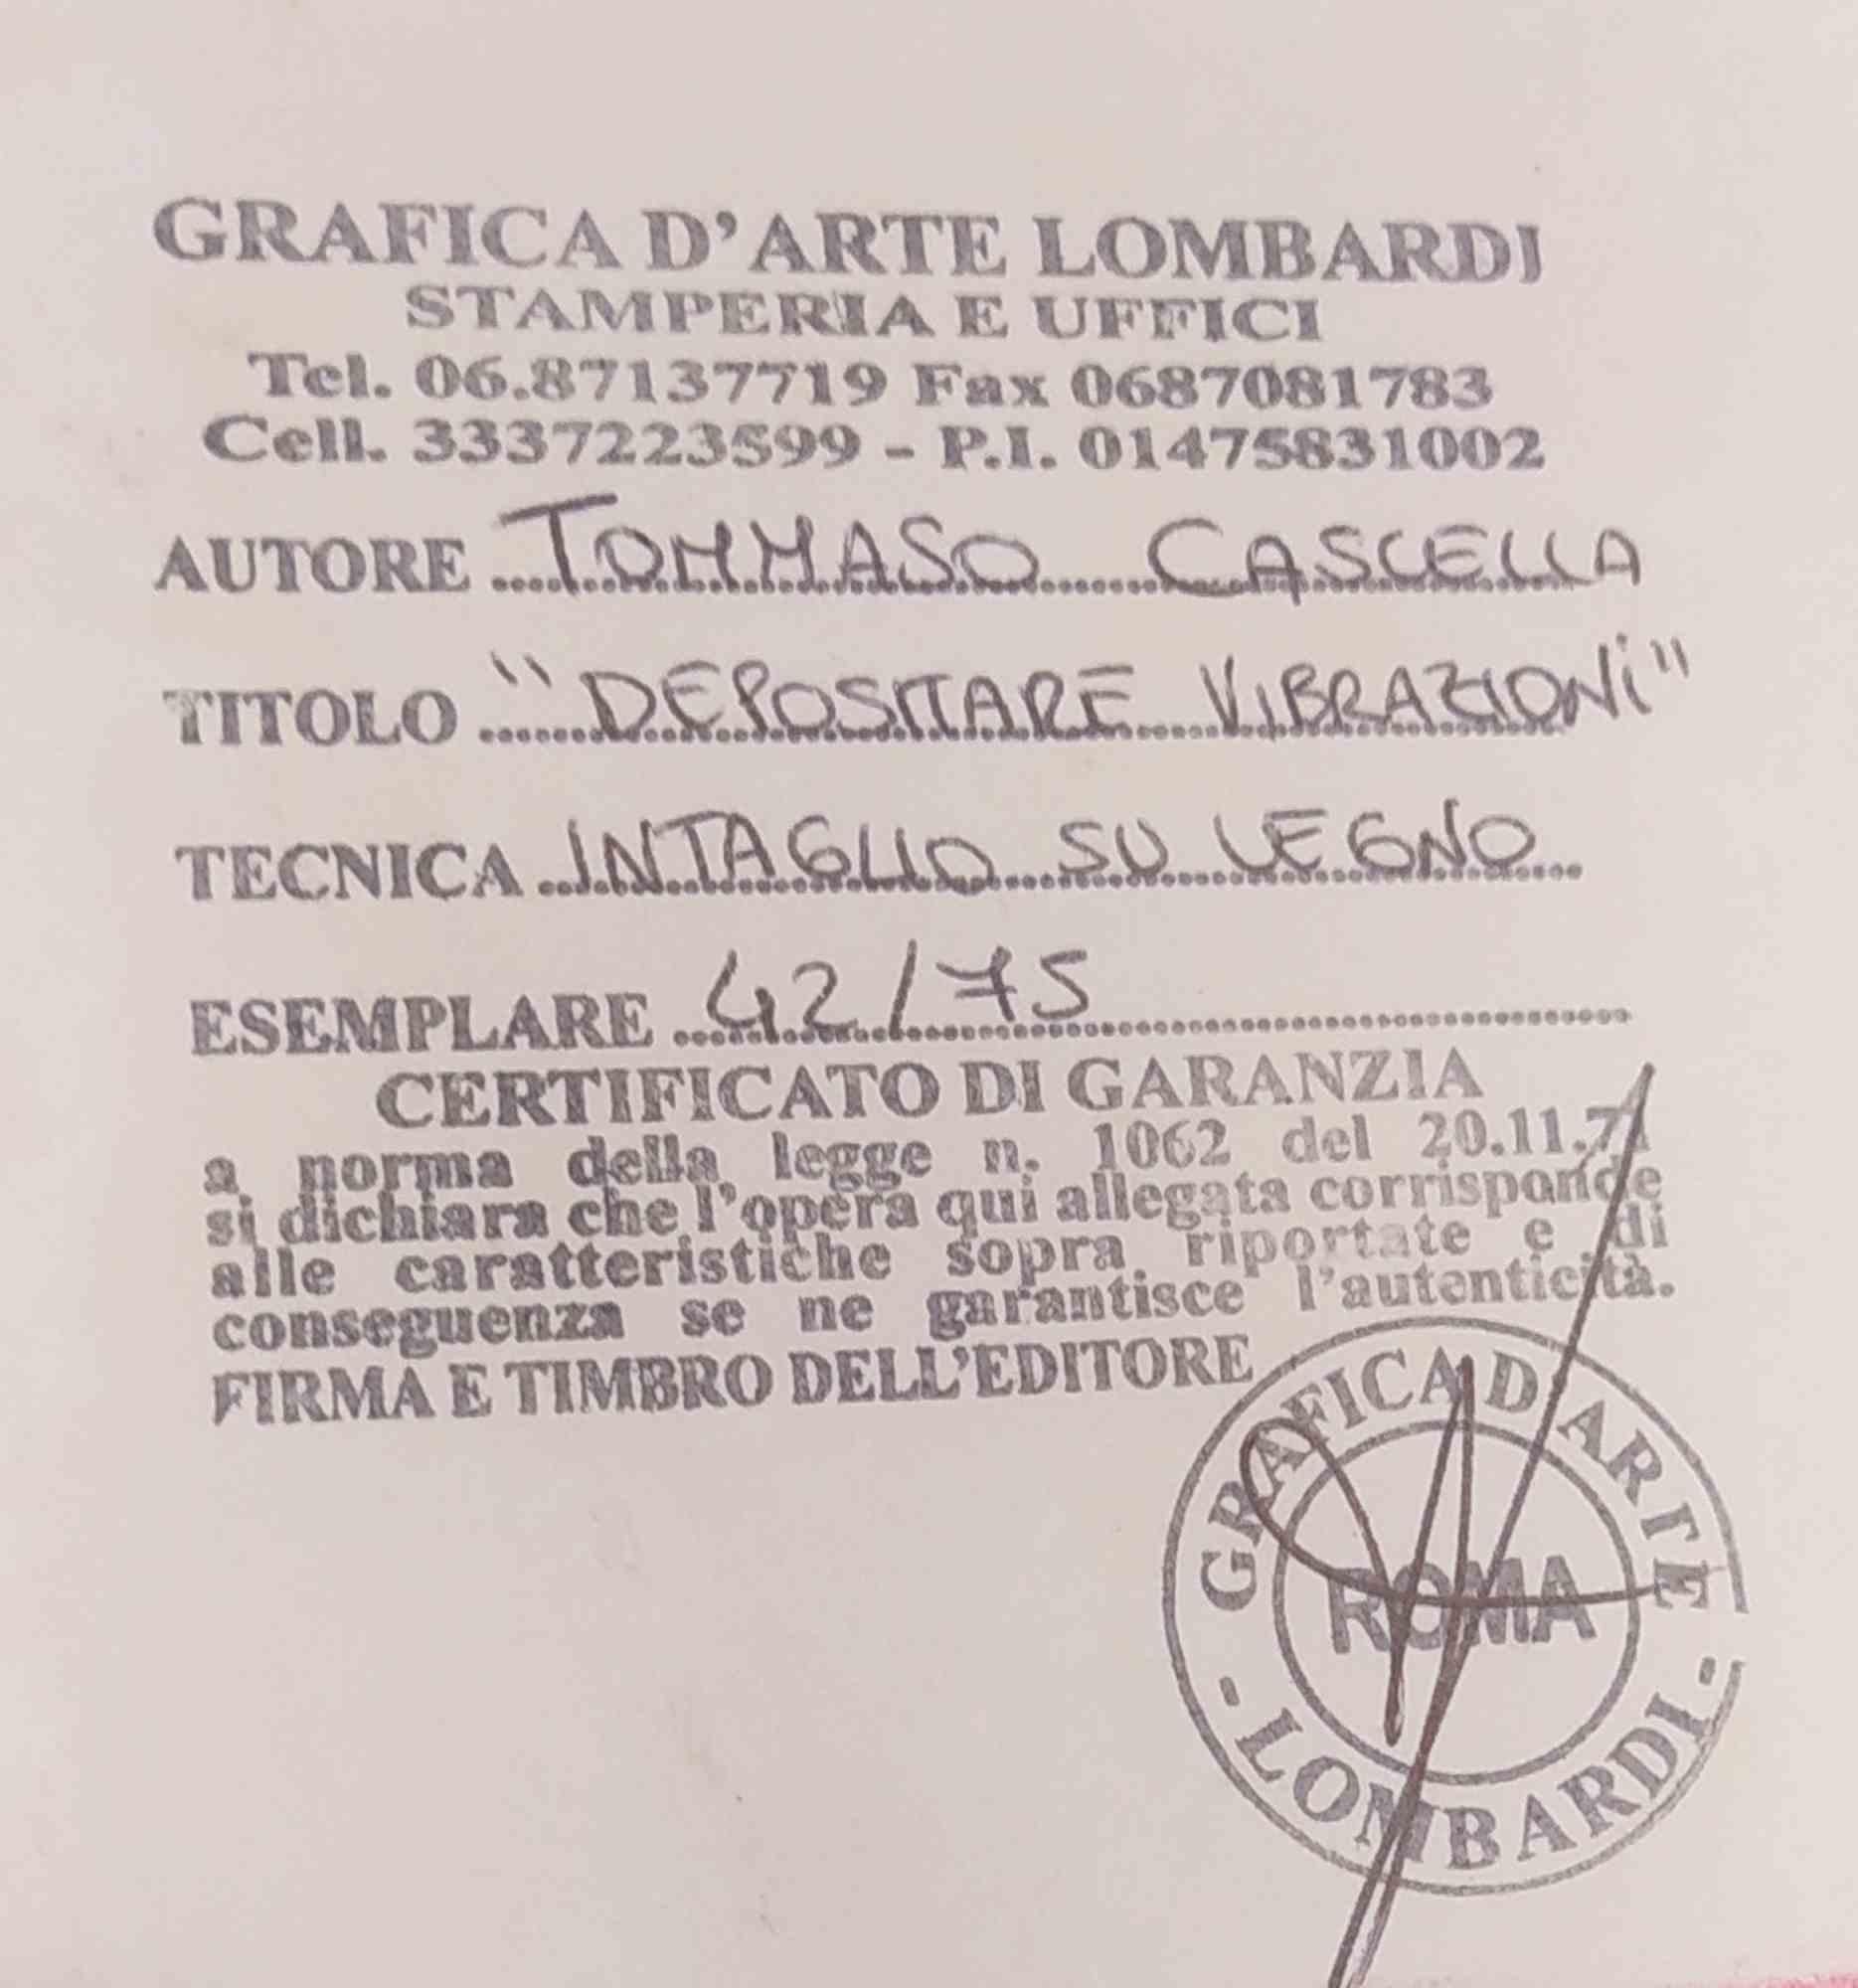 GRAFICA D'ARTE LOMBARDI
STAMPERIA E UFFICI
Tel. 06.87137719 Fax 0687081783
Cell. 3337223599 - P.I. 01475831002
AUTORE TOMMASO CASCELLA
TITOLO "DEPOSITARE VIBRAZIONI"
TECNICA INTAGLIO SU LEGNO
ESEMPLARE 42/75
CERTIFICATO DI GARANZIA
a norma della legge n. 1062 del 20.11.71
si dichiara che l'opera qui allegata corrisponde
alle caratteristiche sopra riportate e di
conseguenza se ne garantisce l'autenticità.
FIRMA E TIMBRO DELL'EDITORE
GRAFICA D'ARTE
ROMA
- LOMBARDI -